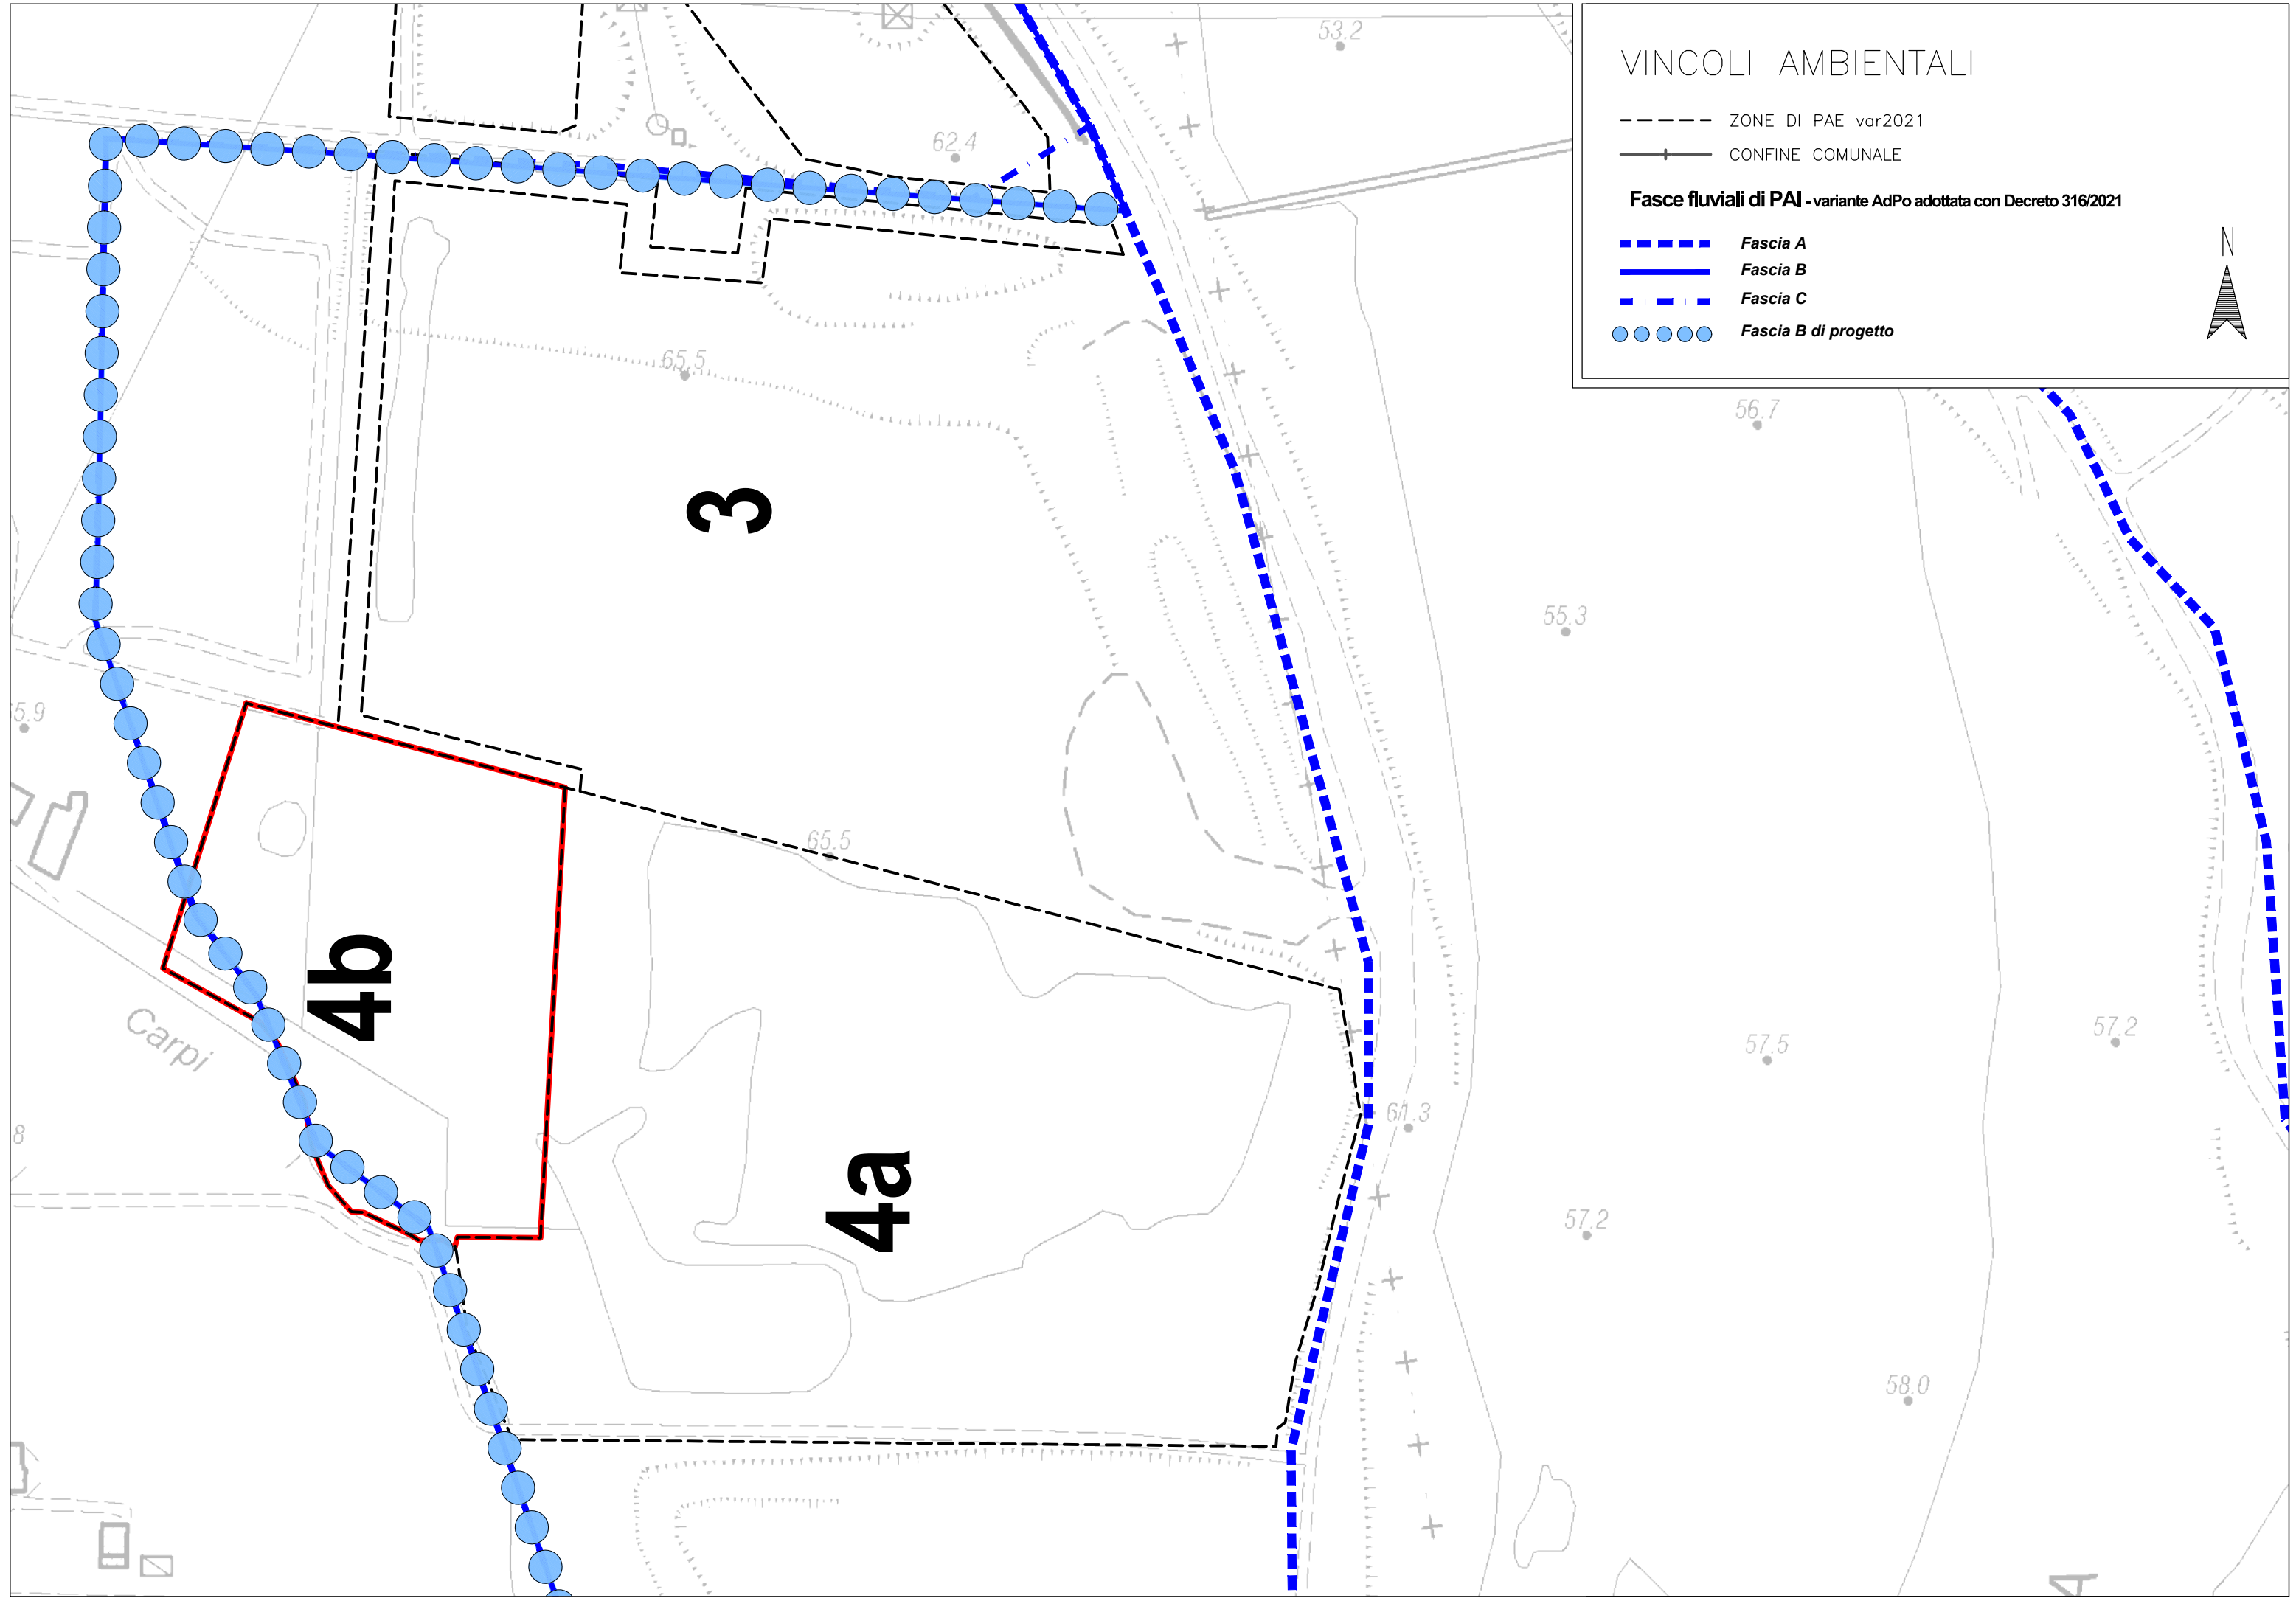 VINCOLI AMBIENTALI
ZONE DI PAE var2021
CONFINE COMUNALE
Fasce fluviali di PAI - variante AdPo adottata con Decreto 316/2021
N
Fascia A
Fascia B
Fascia C
Fascia B di progetto
53.2
62.4
65.5
56.7
3
55.3
5.9
65.5
4b
Carpi
57.5
57.2
61.3
8
4a
57.2
58.0